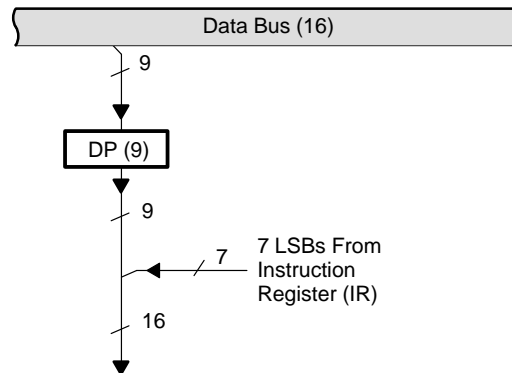 Data Bus (16)
9
DP (9)
9
7
7 LSBs From
Instruction
Register (IR)
16